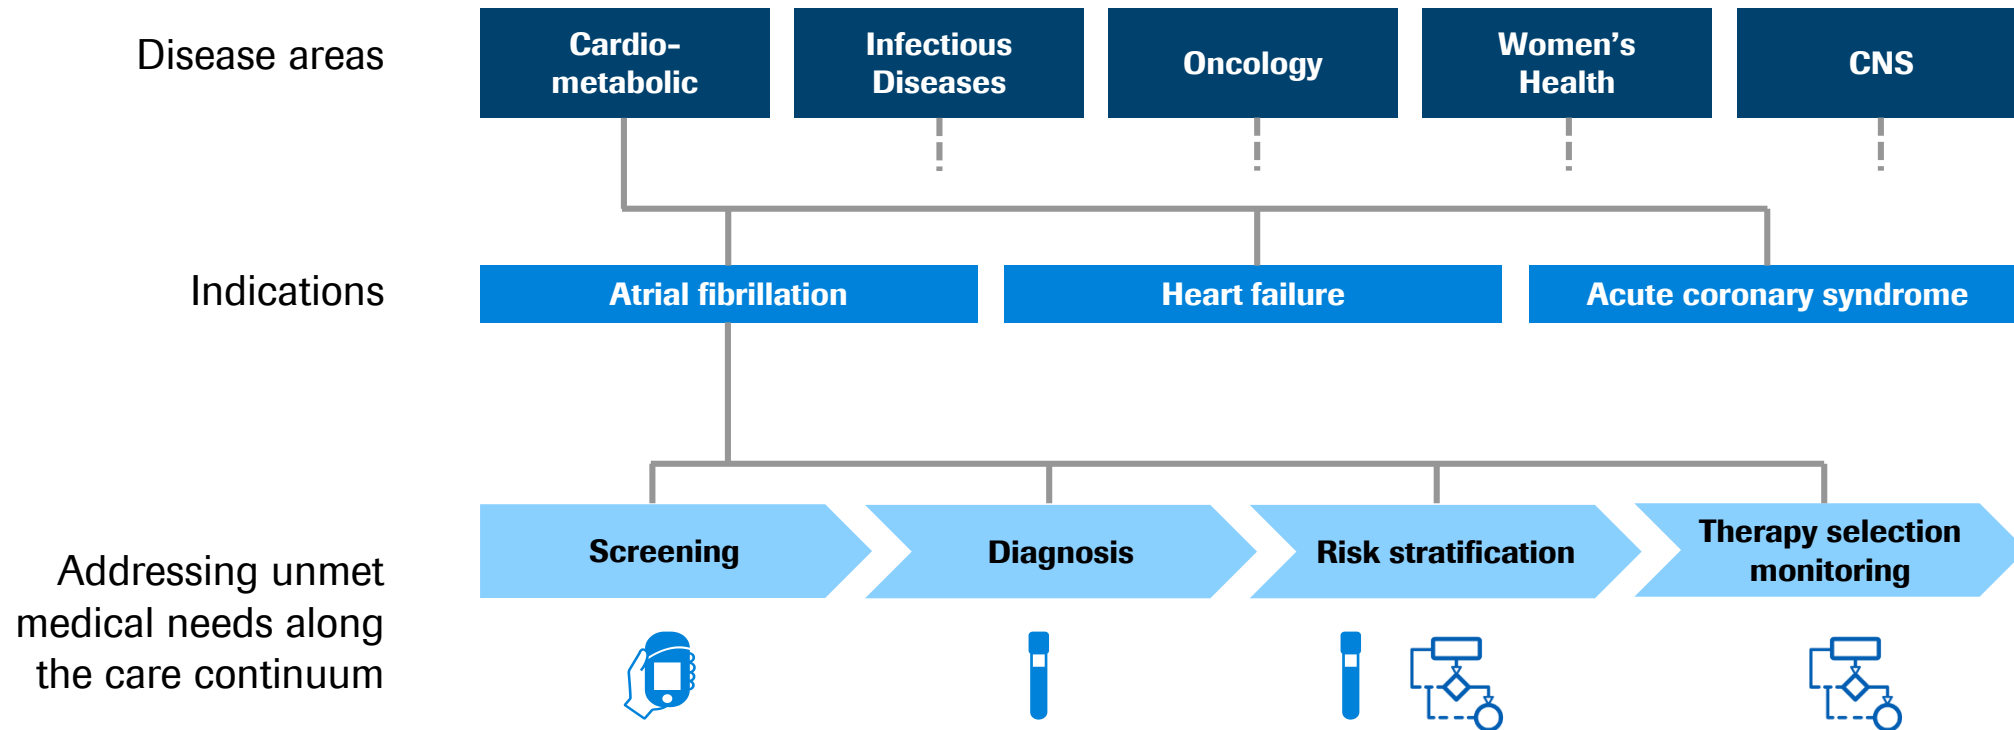 Disease areas
Cardio-
metabolic
Infectious
Diseases
Oncology
Women's
Health
CNS
Indications
Atrial fibrillation
Heart failure
Acute coronary syndrome
Addressing unmet
medical needs along
the care continuum
Screening
Diagnosis
Risk stratification
Therapy selection
monitoring